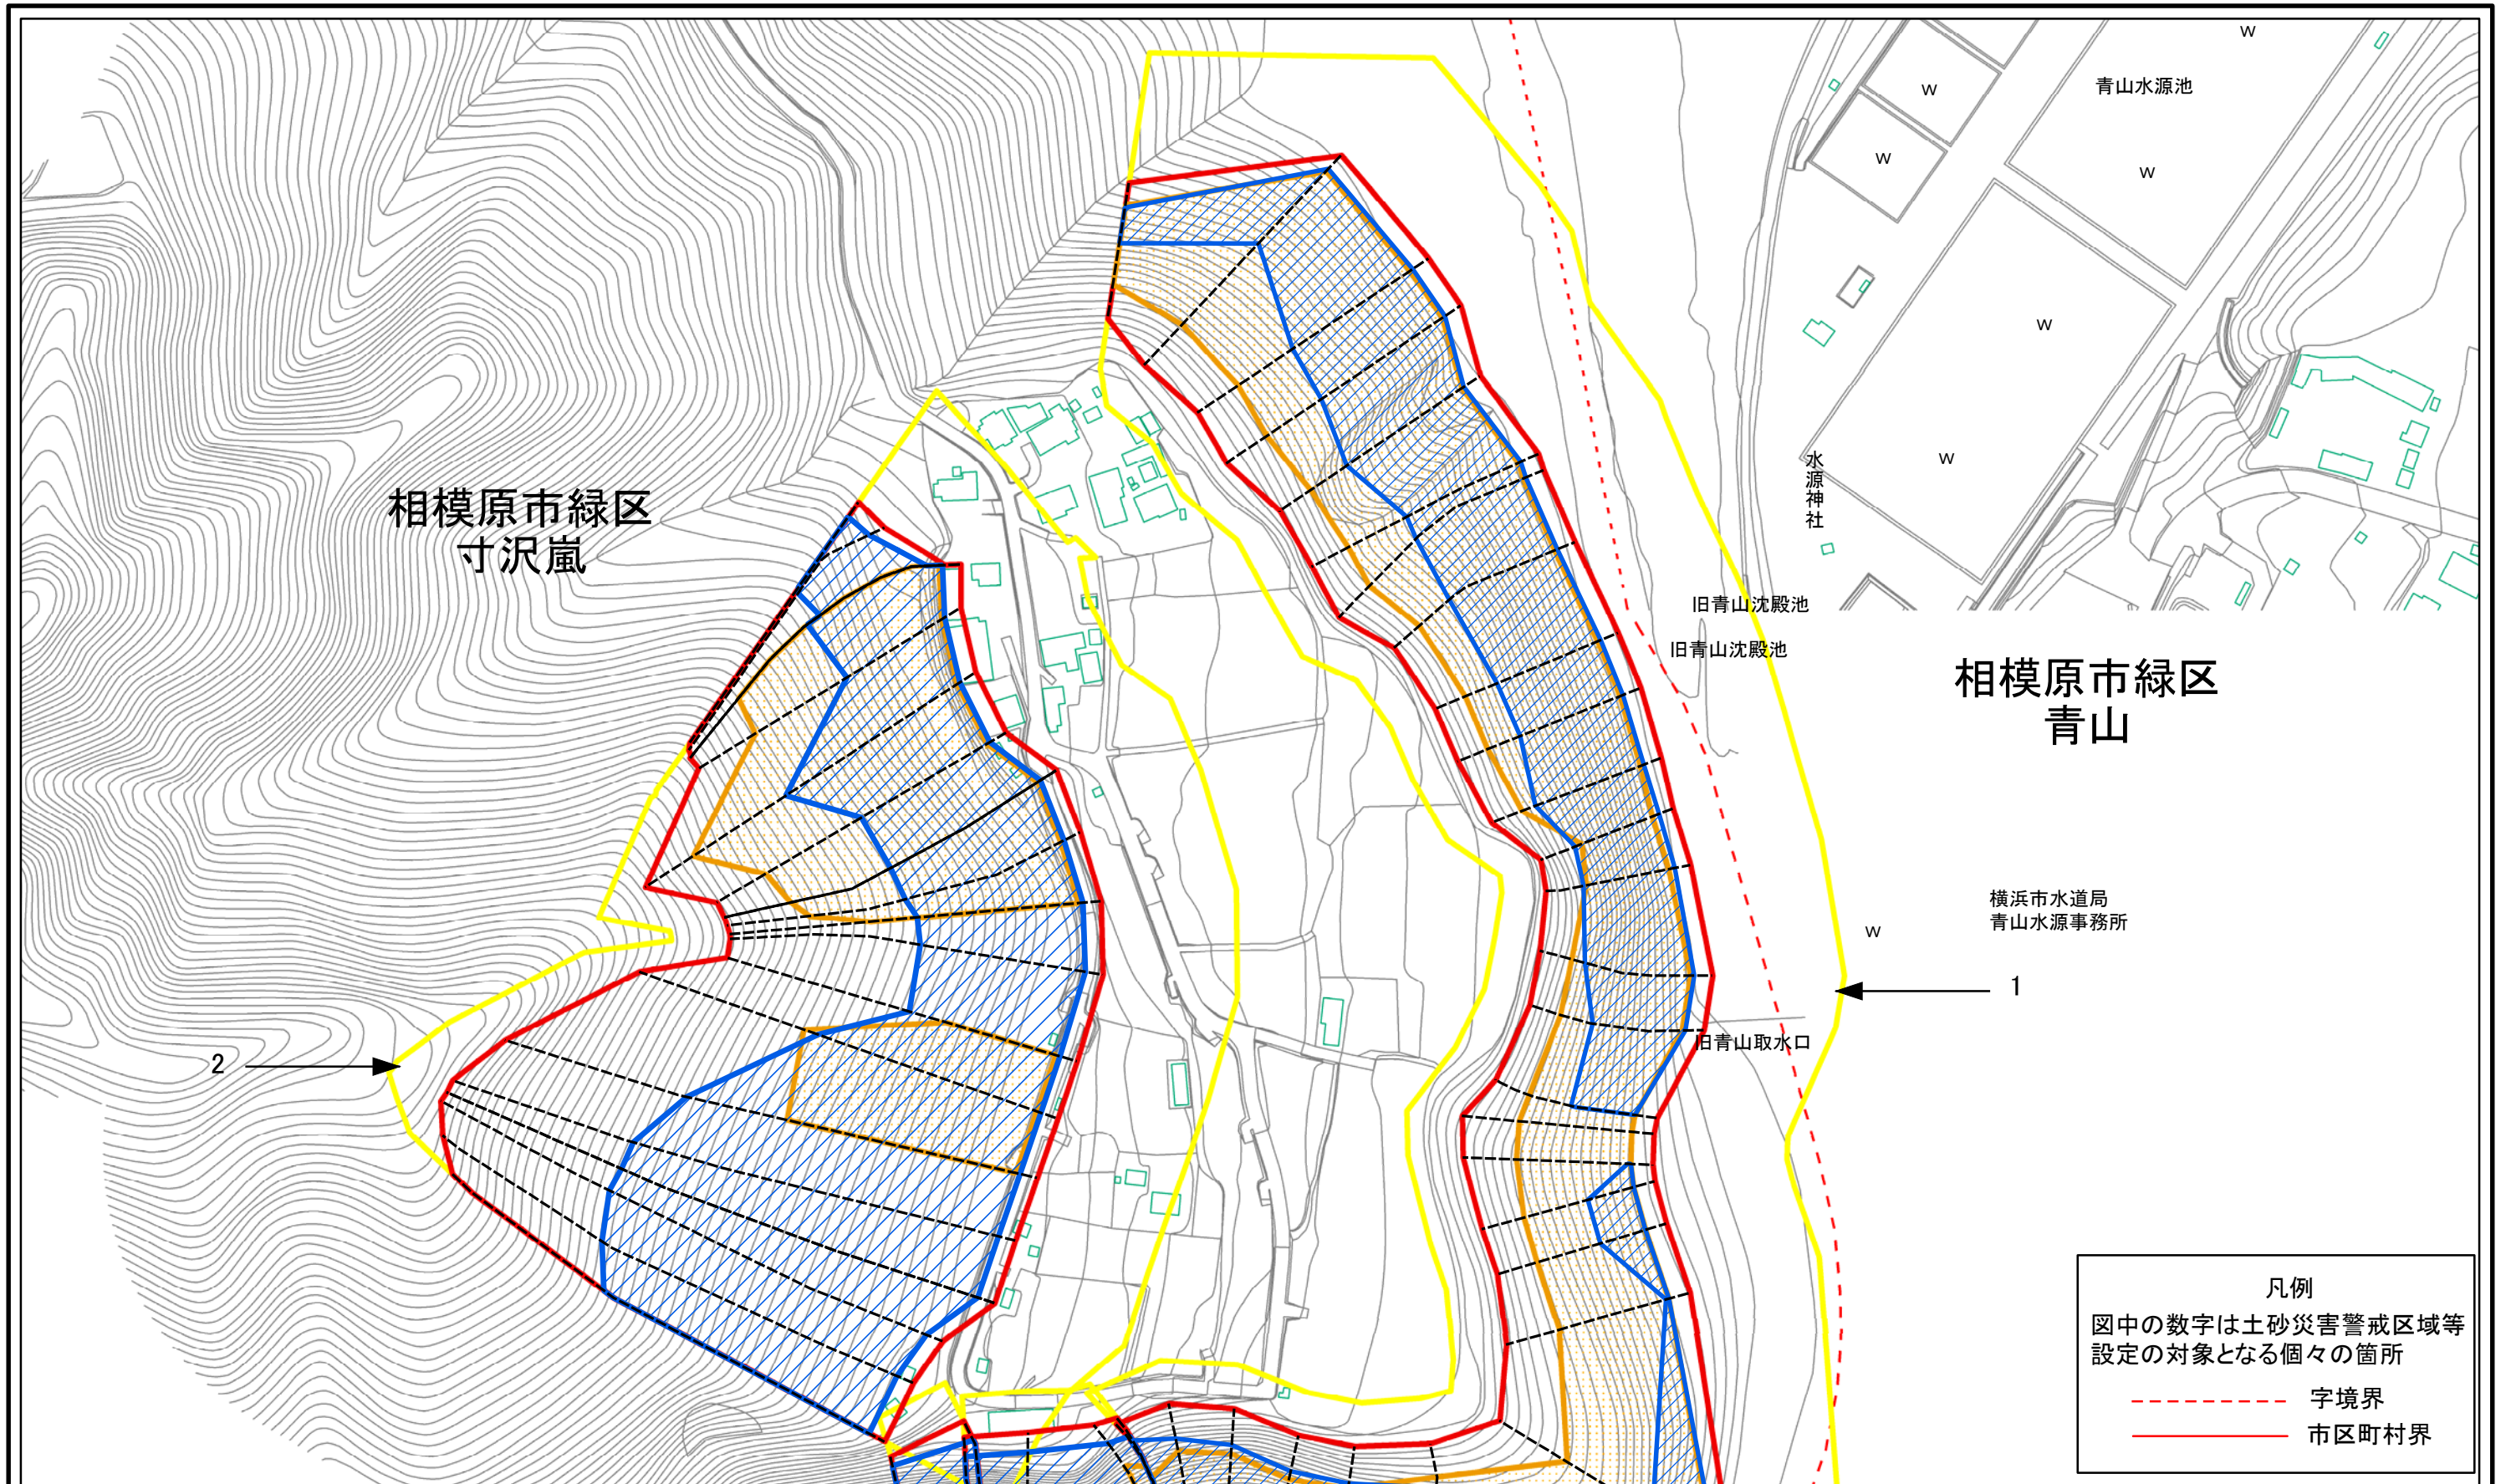 W
青山水源池
W
W
W
W
W
水源神社
相模原市緑区
寸沢嵐
旧青山沈殿池
旧青山沈殿池
相模原市緑区
青山
横浜市水道局
青山水源事務所
W
1
旧青山取水口
2
凡例
図中の数字は土砂災害警戒区域等
設定の対象となる個々の箇所
字境界
市区町村界